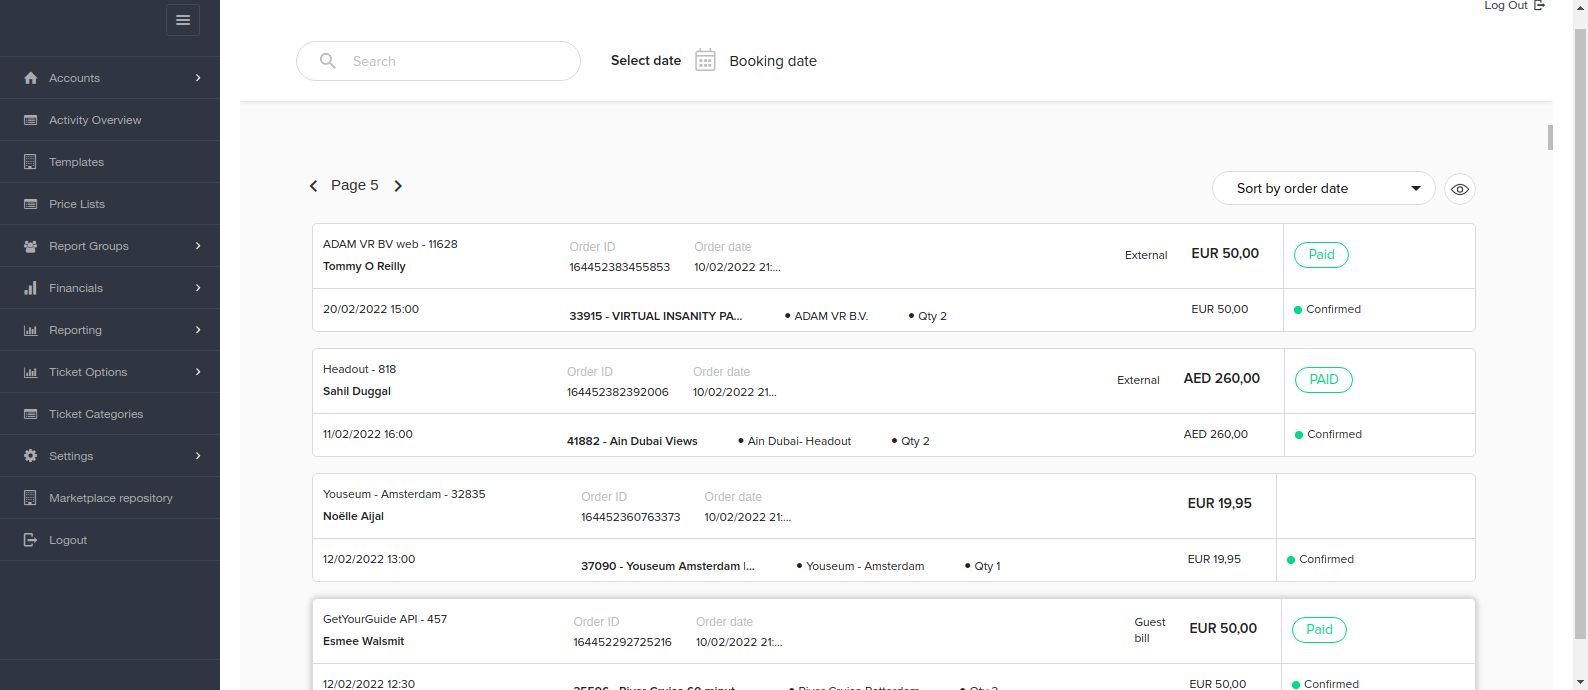 Log Out
Accounts
Activity Overview
Templates
Price Lists
Report Groups
Financials
Reporting
Ticket Options
Ticket Categories
Settings
Marketplace repository
Logout
Search
Select date
Booking date
Page 5
Sort by order date
ADAM VR BV web - 11628
Tommy O Reilly
Order ID
164452383455853
Order date
10/02/2022 21:...
External
EUR 50,00
Paid
20/02/2022 15:00
33915 - VIRTUAL INSANITY PA...
• ADAM VR B.V.
• Qty 2
EUR 50,00
Confirmed
Headout - 818
Sahil Duggal
Order ID
164452382392006
Order date
10/02/2022 21...
External
AED 260,00
PAID
11/02/2022 16:00
41882 - Ain Dubai Views
• Ain Dubai- Headout
• Qty 2
AED 260,00
Confirmed
Youseum - Amsterdam - 32835
Noëlle Aijal
Order ID
164452360763373
Order date
10/02/2022 21:...
EUR 19,95
12/02/2022 13:00
37090 - Youseum Amsterdam |...
• Youseum - Amsterdam
• Qty 1
EUR 19,95
Confirmed
GetYourGuide API - 457
Esmee Walsmit
Order ID
164452292725216
Order date
10/02/2022 21:...
Guest
bill
EUR 50,00
Paid
12/02/2022 12:30
• River Cruise Rotterdam
• Qty 2
EUR 50,00
Confirmed